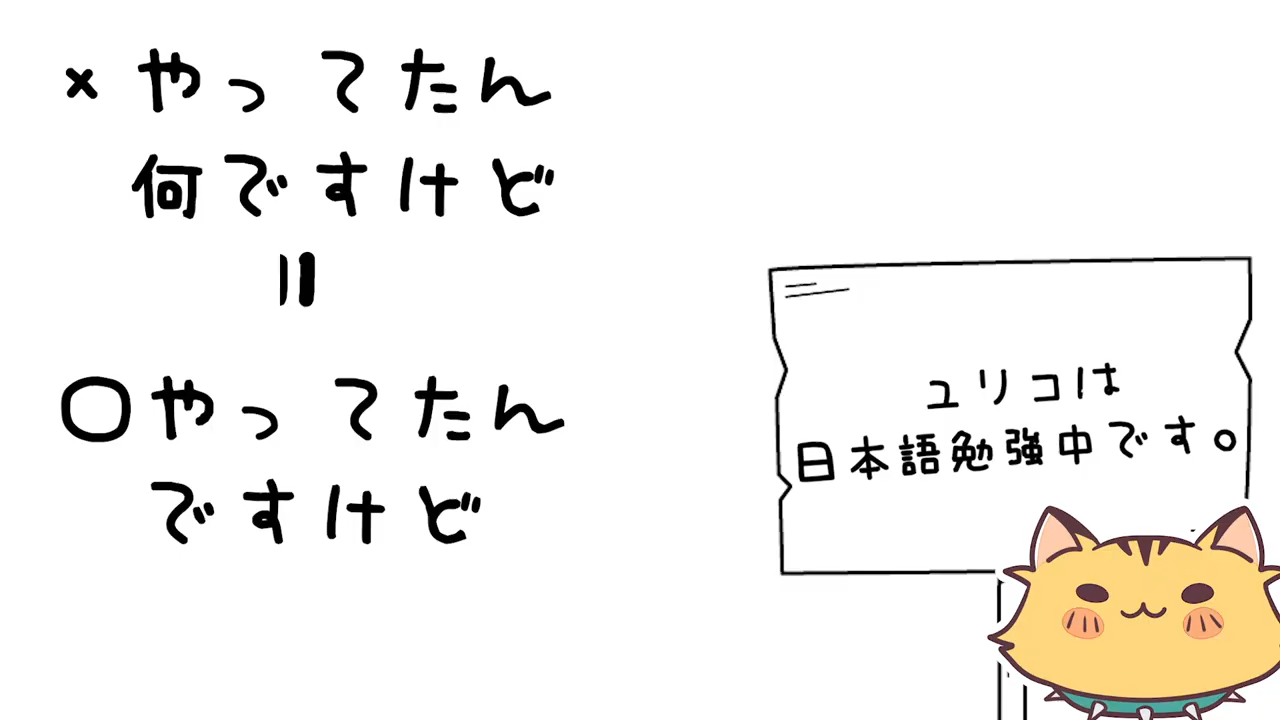 × やってたん
何ですけど
||
〇やってたん
ですけど
ユリコは
日本語勉強中です。